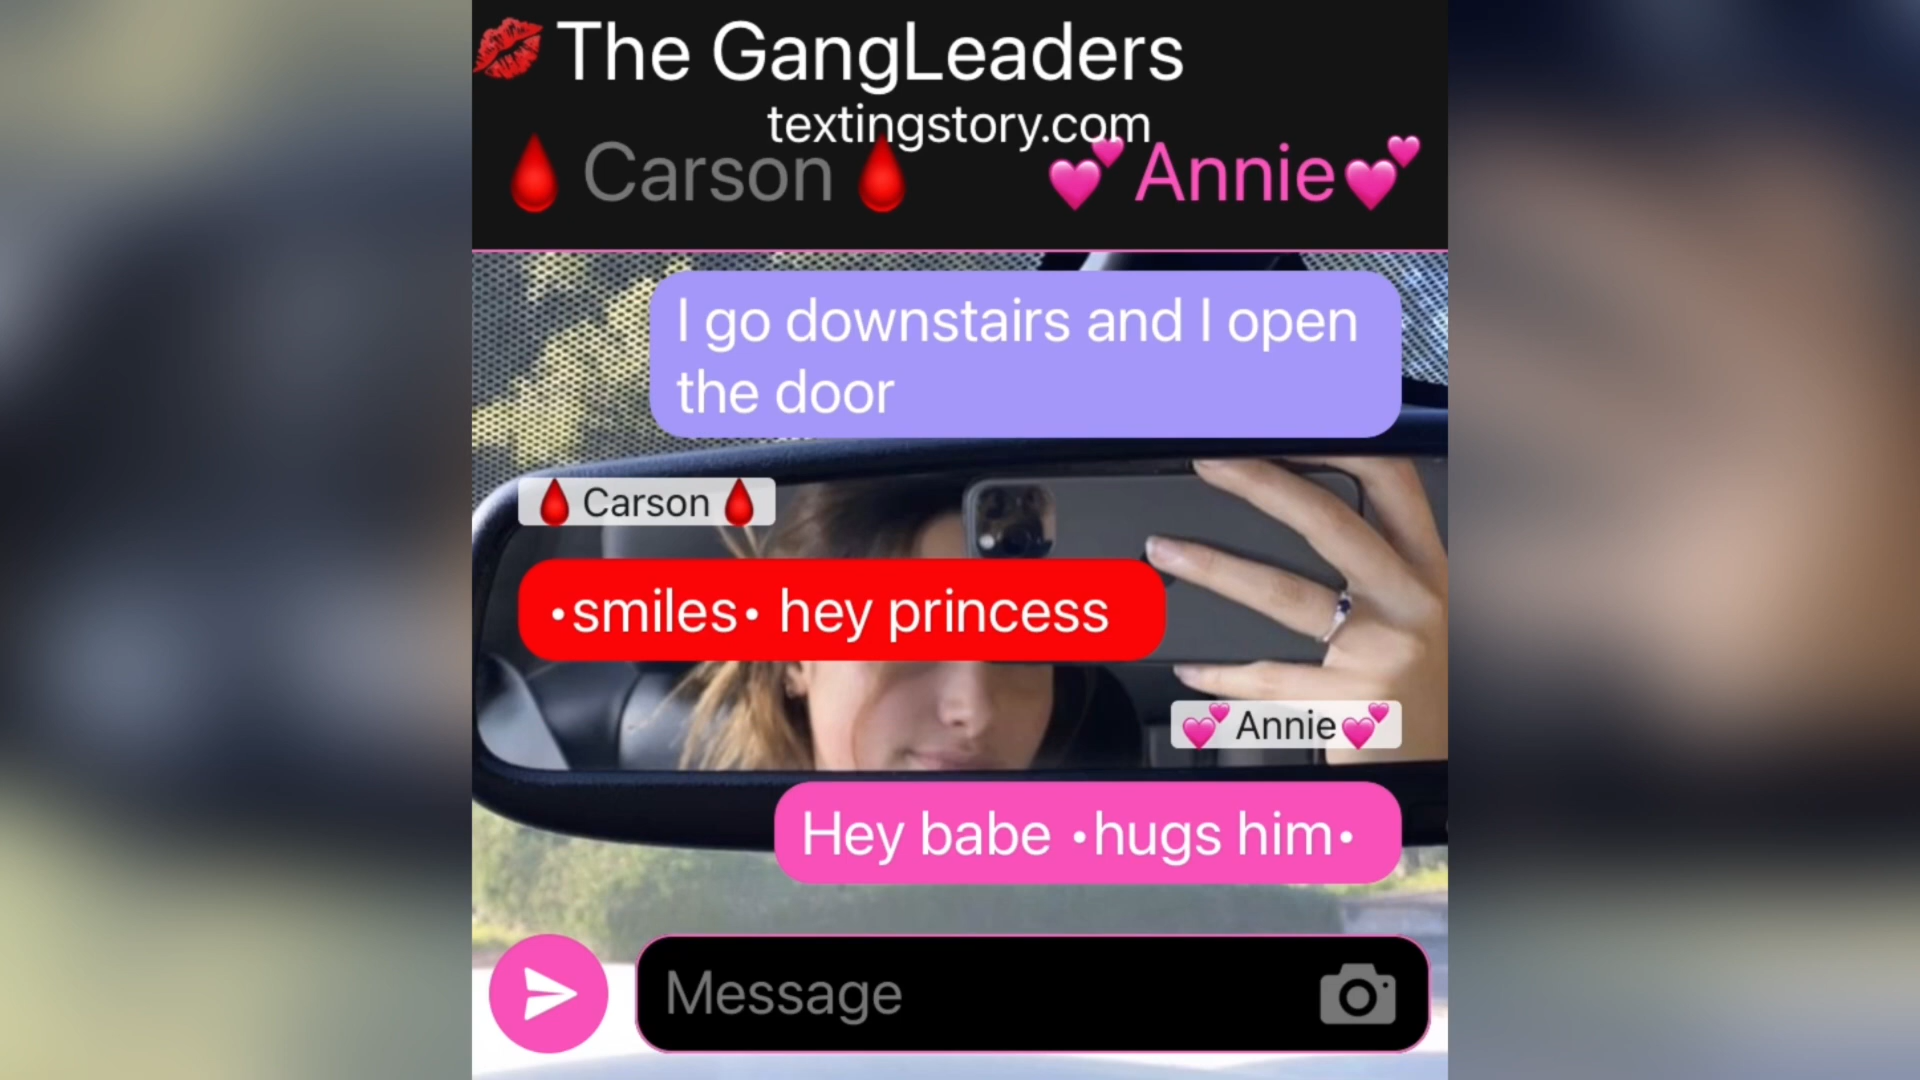 💋The GangLeaders
textingstory.com
🩸Carson🩸 💕Annie💕
I go downstairs and I open
the door
🩸Carson🩸
•smiles• hey princess
💕Annie💕
Hey babe •hugs him•
Message